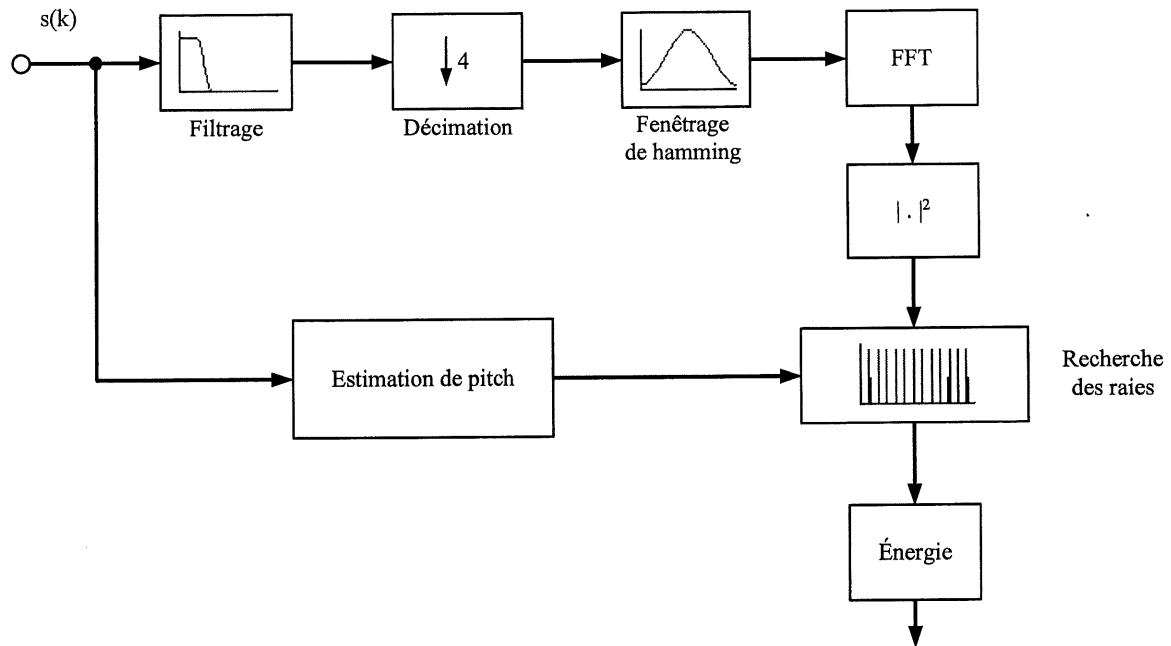 s(k)
4
FFT
Filtrage
Décimation
Fenêtrage
de hamming
| . |²
Estimation de pitch
Recherche
des raies
Énergie